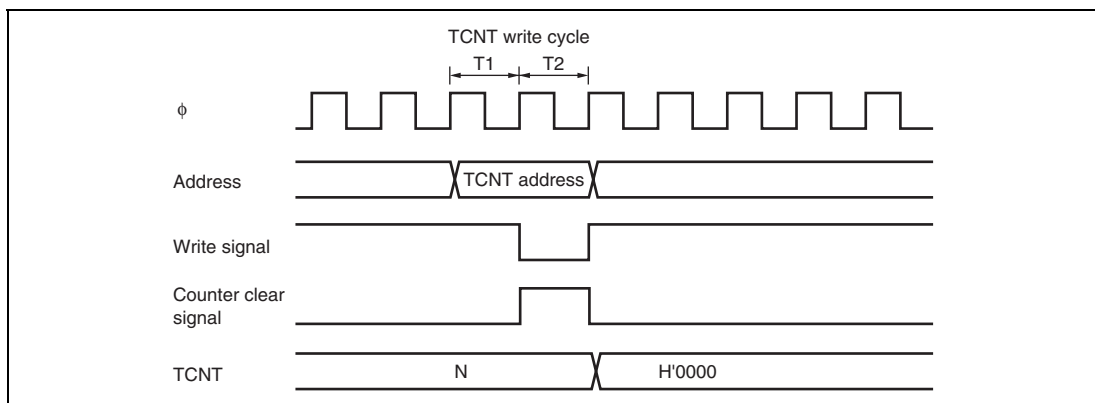 TCNT write cycle
T1 T2
ϕ
Address
TCNT address
Write signal
Counter clear
signal
TCNT
N
H'0000